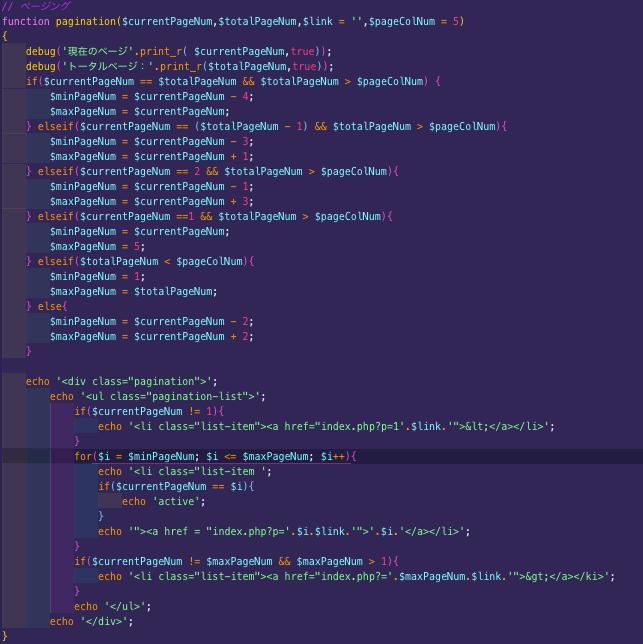 // ページング
function pagination($currentPageNum,$totalPageNum,$link = '',$pageColNum = 5)
{
debug('現在のページ'.print_r( $currentPageNum,true));
debug('トータルページ：'.print_r($totalPageNum,true));
if($currentPageNum == $totalPageNum && $totalPageNum > $pageColNum) {
$minPageNum = $currentPageNum - 4;
$maxPageNum = $currentPageNum;
} elseif($currentPageNum == ($totalPageNum - 1) && $totalPageNum > $pageColNum){
$minPageNum = $currentPageNum - 3;
$maxPageNum = $currentPageNum + 1;
} elseif($currentPageNum == 2 && $totalPageNum > $pageColNum){
$minPageNum = $currentPageNum - 1;
$maxPageNum = $currentPageNum + 3;
} elseif($currentPageNum ==1 && $totalPageNum > $pageColNum){
$minPageNum = $currentPageNum;
$maxPageNum = 5;
} elseif($totalPageNum < $pageColNum){
$minPageNum = 1;
$maxPageNum = $totalPageNum;
} else{
$minPageNum = $currentPageNum - 2;
$maxPageNum = $currentPageNum + 2;
}
echo '<div class="pagination">';
echo '<ul class="pagination-list">';
if($currentPageNum != 1){
echo '<li class="list-item"><a href="index.php?p=1'.$link.'">&lt;</a></li>';
}
for($i = $minPageNum; $i <= $maxPageNum; $i++){
echo '<li class="list-item ';
if($currentPageNum == $i){
echo 'active';
}
echo '"><a href = "index.php?p='.$i.$link.'">'.$i.'</a></li>';
}
if($currentPageNum != $maxPageNum && $maxPageNum > 1){
echo '<li class="list-item"><a href="index.php?='.$maxPageNum.$link.'">&gt;</a></ki>';
}
echo '</ul>';
echo '</div>';
}